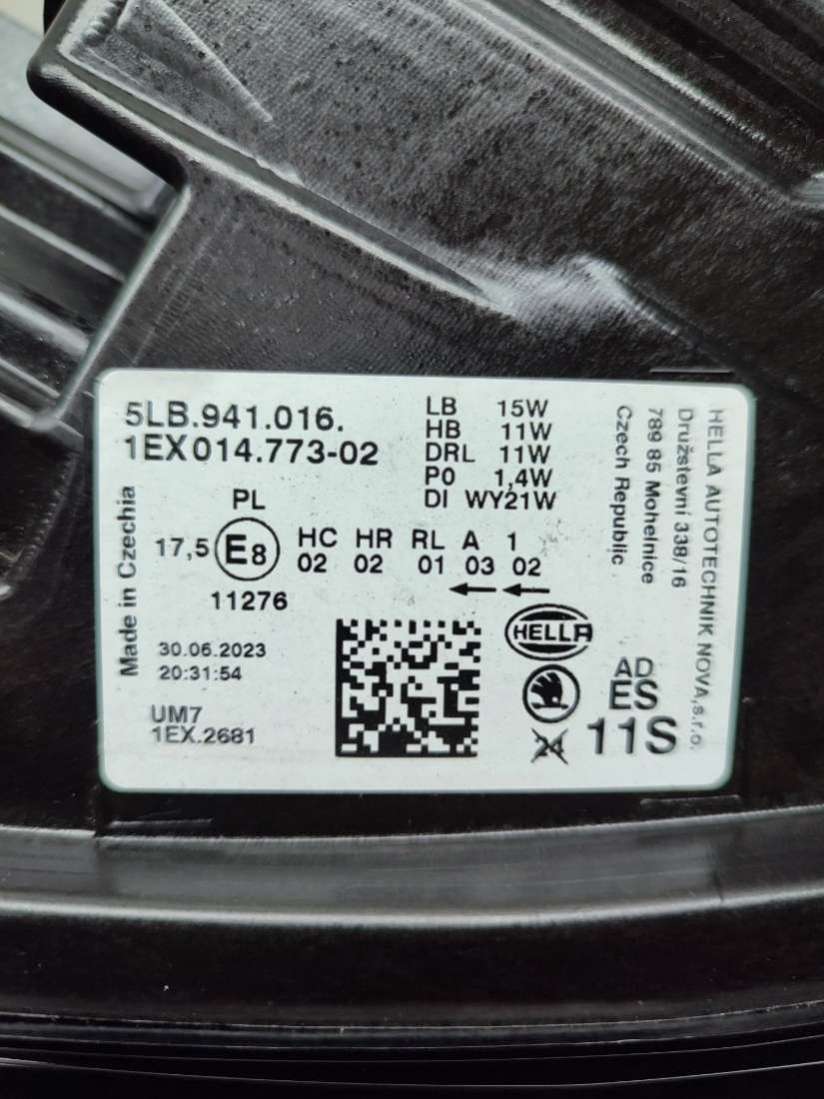 5LB.941.016.
1EX014.773-02
LB 15W
HB 11W
DRL 11W
PO 1,4W
DI WY21W
HELLA AUTOTECHNIK NOVA,s.r.o.
Družstevní 338/16
789 85 Mohelnice
Czech Republic
Made in Czechia
PL
17,5 E8
HC HR RL A 1
02 02 01 03 02
11276
30.06.2023
20:31:54
UM7
1EX.2681
HELLA
AD
ES
24 11S